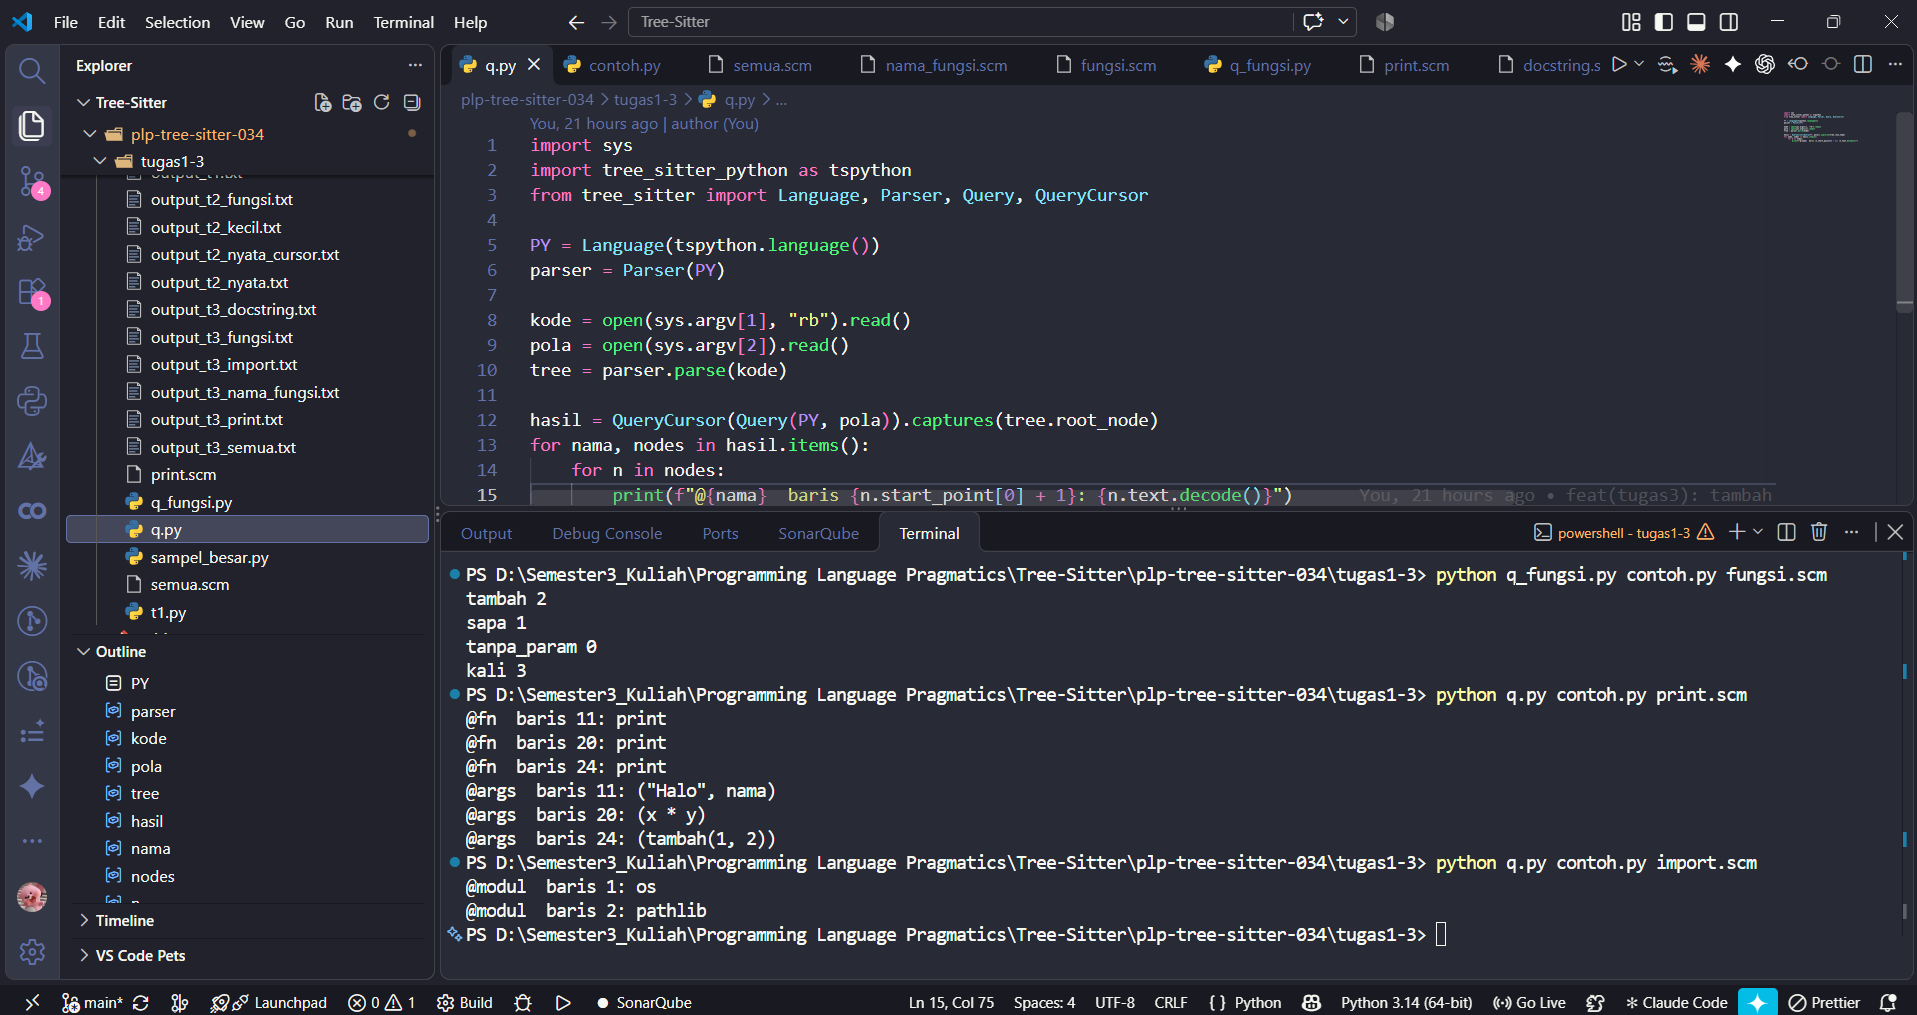 File Edit Selection View Go Run Terminal Help
Tree-Sitter
Explorer
Tree-Sitter
plp-tree-sitter-034
tugas1-3
output_t2_fungsi.txt
output_t2_kecil.txt
output_t2_nyata_cursor.txt
output_t2_nyata.txt
output_t3_docstring.txt
output_t3_fungsi.txt
output_t3_import.txt
output_t3_nama_fungsi.txt
output_t3_print.txt
output_t3_semua.txt
print.scm
q_fungsi.py
q.py
sampel_besar.py
semua.scm
t1.py
Outline
PY
parser
kode
pola
tree
hasil
nama
nodes
Timeline
VS Code Pets
4
1
q.py contoh.py semua.scm nama_fungsi.scm fungsi.scm q_fungsi.py print.scm docstring.s
plp-tree-sitter-034 > tugas1-3 > q.py > ...
You, 21 hours ago | author (You)
1 import sys
2 import tree_sitter_python as tspython
3 from tree_sitter import Language, Parser, Query, QueryCursor
4
5 PY = Language(tspython.language())
6 parser = Parser(PY)
7
8 kode = open(sys.argv[1], "rb").read()
9 pola = open(sys.argv[2]).read()
10 tree = parser.parse(kode)
11
12 hasil = QueryCursor(Query(PY, pola)).captures(tree.root_node)
13 for nama, nodes in hasil.items():
14 for n in nodes:
15 print(f"@{nama}  baris {n.start_point[0] + 1}: {n.text.decode()}") You, 21 hours ago • feat(tugas3): tambah
Output Debug Console Ports SonarQube Terminal powershell - tugas1-3
PS D:\Semester3_Kuliah\Programming Language Pragmatics\Tree-Sitter\plp-tree-sitter-034\tugas1-3> python q_fungsi.py contoh.py fungsi.scm
tambah 2
sapa 1
tanpa_param 0
kali 3
PS D:\Semester3_Kuliah\Programming Language Pragmatics\Tree-Sitter\plp-tree-sitter-034\tugas1-3> python q.py contoh.py print.scm
@fn  baris 11: print
@fn  baris 20: print
@fn  baris 24: print
@args  baris 11: ("Halo", nama)
@args  baris 20: (x * y)
@args  baris 24: (tambah(1, 2))
PS D:\Semester3_Kuliah\Programming Language Pragmatics\Tree-Sitter\plp-tree-sitter-034\tugas1-3> python q.py contoh.py import.scm
@modul  baris 1: os
@modul  baris 2: pathlib
PS D:\Semester3_Kuliah\Programming Language Pragmatics\Tree-Sitter\plp-tree-sitter-034\tugas1-3>
main* Launchpad 0 1 Build SonarQube Ln 15, Col 75 Spaces: 4 UTF-8 CRLF {} Python Python 3.14 (64-bit) Go Live Claude Code Prettier